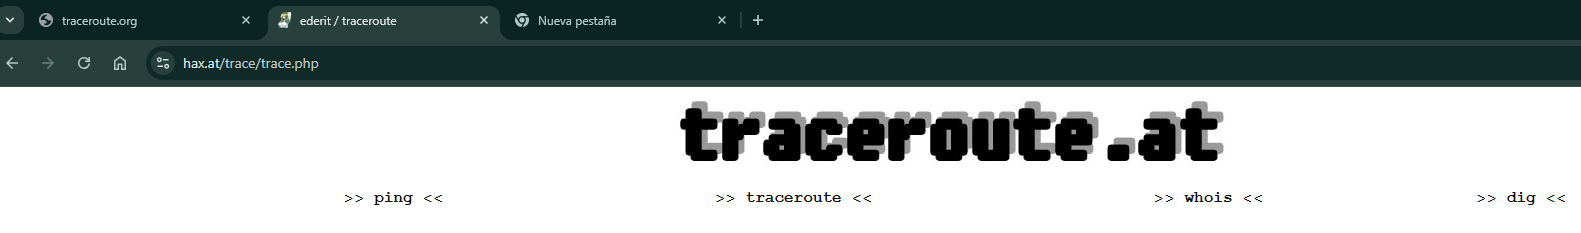 traceroute.org
ederit / traceroute
Nueva pestaña
hax.at/trace/trace.php
traceroute.at
>> ping <<
>> traceroute <<
>> whois <<
>> dig <<